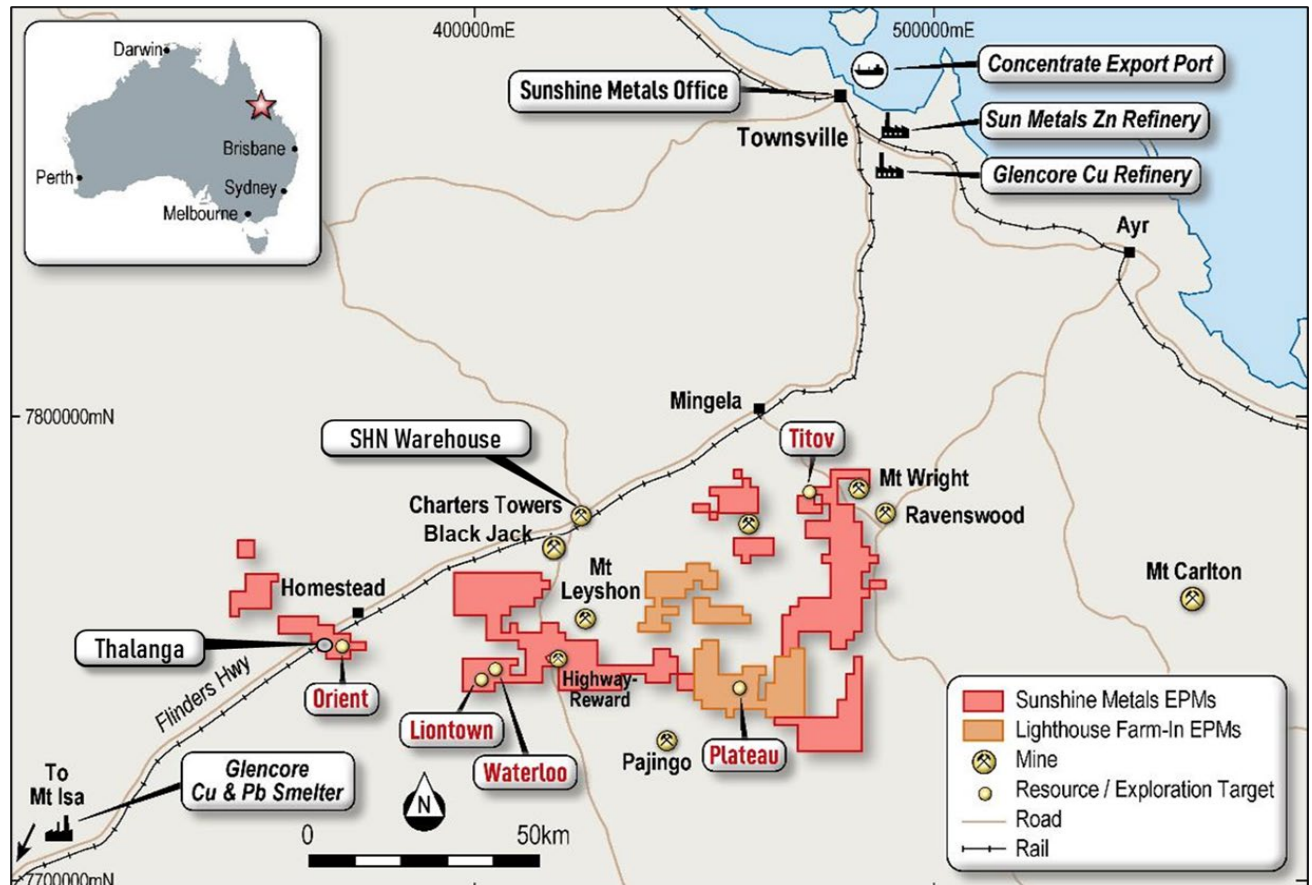 400000mE
500000mE
Darwin
Brisbane
Perth
Sydney
Melbourne
Concentrate Export Port
Sunshine Metals Office
Sun Metals Zn Refinery
Townsville
Glencore Cu Refinery
Ayr
Mingela
7800000mN
SHN Warehouse
Titov
Mt Wright
Charters Towers
Ravenswood
Black Jack
Mt
Leyshon
Mt Carlton
Homestead
Thalanga
Flinders Hwy
Orient
Highway-
Reward
Liontown
Waterloo
Pajingo
Plateau
To
Mt Isa
Glencore
Cu & Pb Smelter
N
0
50km
7700000mN
Sunshine Metals EPMs
Lighthouse Farm-In EPMs
Mine
Resource / Exploration Target
Road
Rail